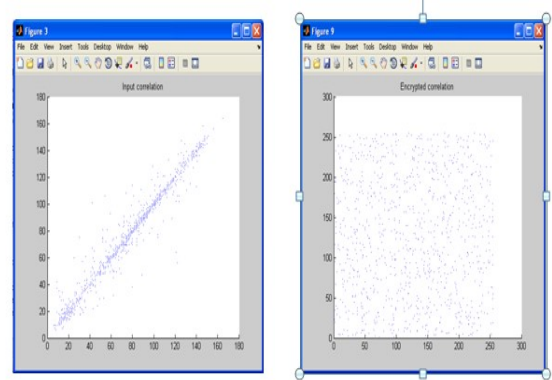 Figure 3
File Edit View Insert Tools Desktop Window Help
Input correlation
180
160
140
120
100
80
60
40
20
0
0 20 40 60 80 100 120 140 160 180
Figure 9
File Edit View Insert Tools Desktop Window Help
Encrypted correlation
300
250
200
150
100
50
0
0 50 100 150 200 250 300